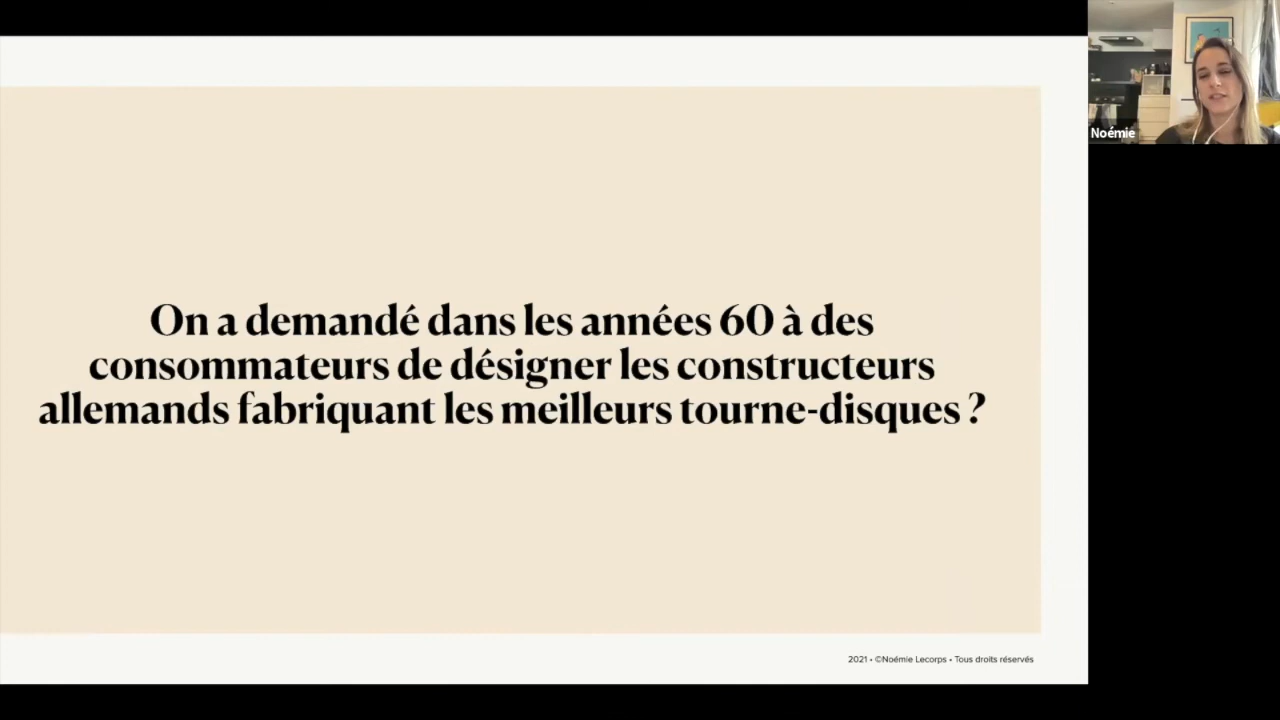 On a demandé dans les années 60 à des
consommateurs de désigner les constructeurs
allemands fabriquant les meilleurs tourne-disques ?
2021 • ©Noémie Lecorps • Tous droits réservés
Noémie